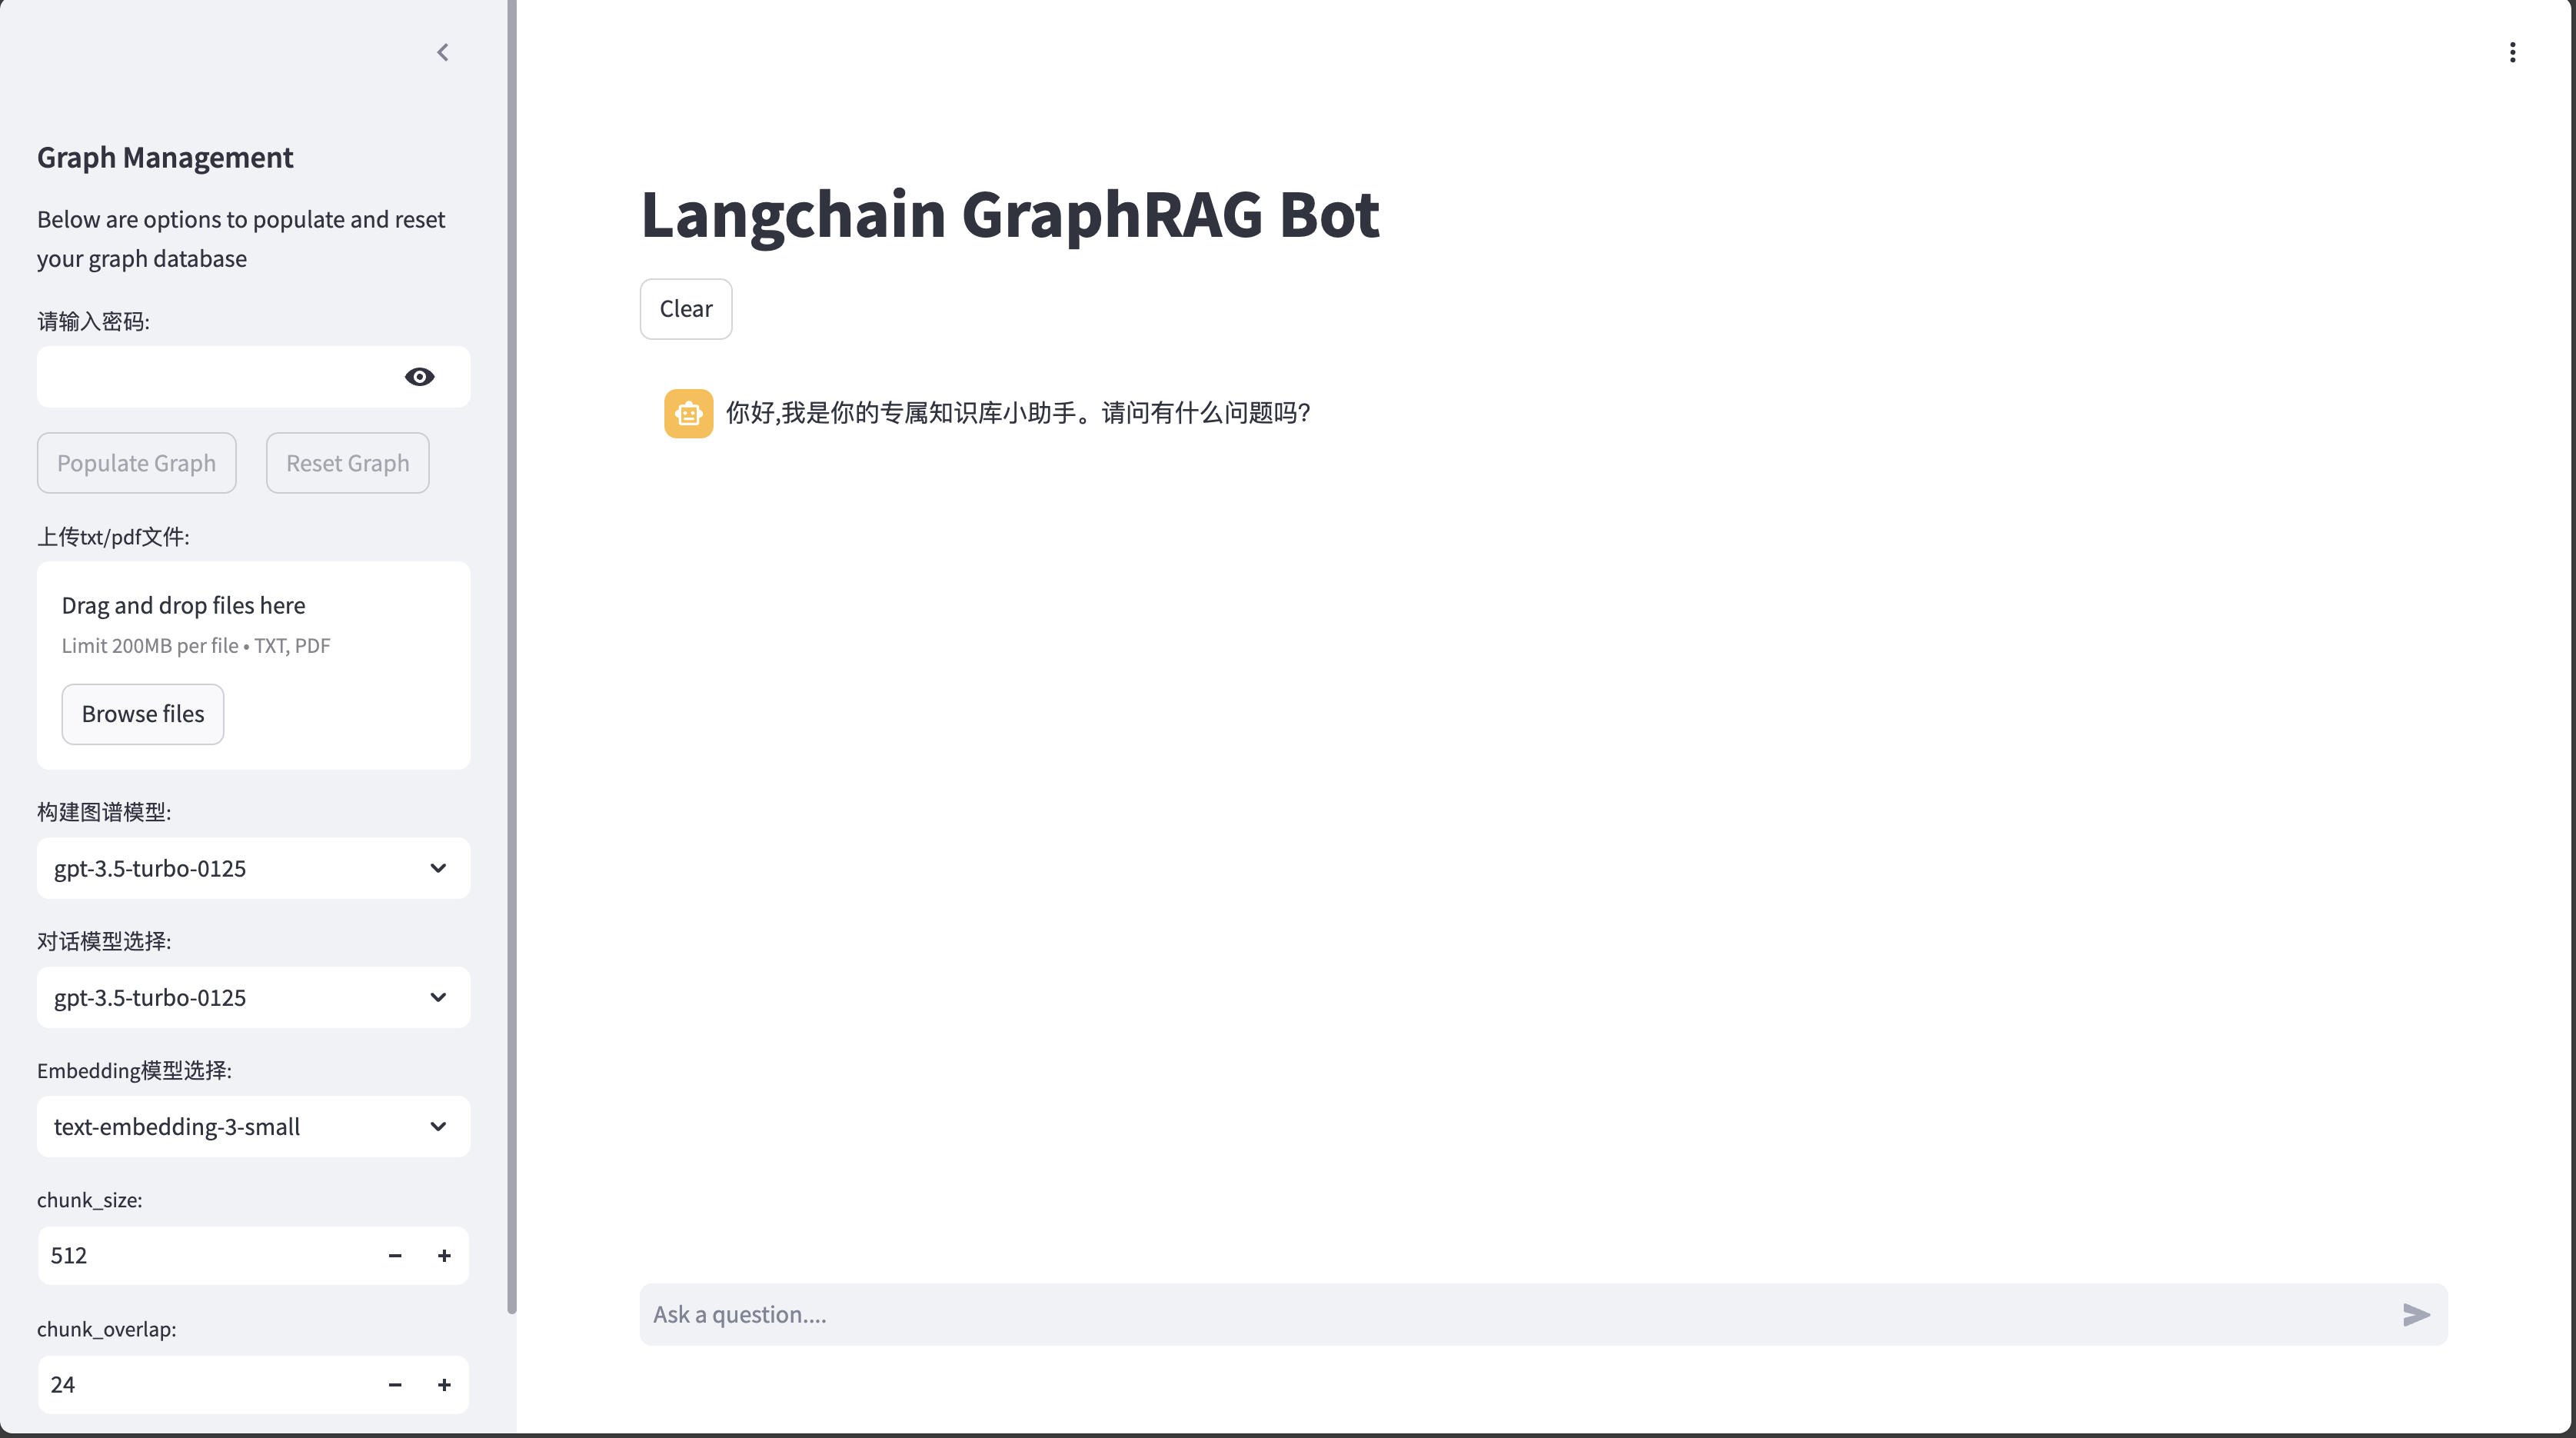 Graph Management
Below are options to populate and reset
your graph database
请输入密码:
Populate Graph
Reset Graph
上传txt/pdf文件:
Drag and drop files here
Limit 200MB per file • TXT, PDF
Browse files
构建图谱模型:
gpt-3.5-turbo-0125
对话模型选择:
gpt-3.5-turbo-0125
Embedding模型选择:
text-embedding-3-small
chunk_size:
512
chunk_overlap:
24
Langchain GraphRAG Bot
Clear
你好,我是你的专属知识库小助手。请问有什么问题吗?
Ask a question....